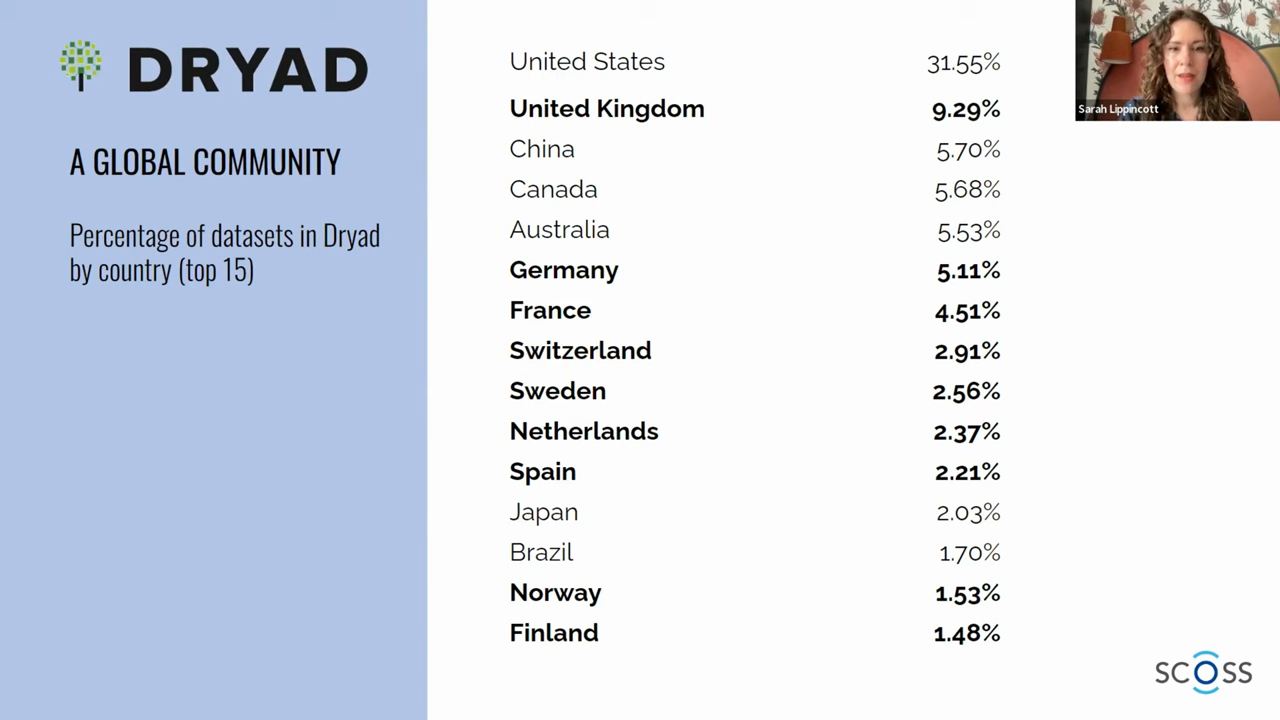 DRYAD
A GLOBAL COMMUNITY
Percentage of datasets in Dryad
by country (top 15)
United States 31.55%
United Kingdom 9.29%
China 5.70%
Canada 5.68%
Australia 5.53%
Germany 5.11%
France 4.51%
Switzerland 2.91%
Sweden 2.56%
Netherlands 2.37%
Spain 2.21%
Japan 2.03%
Brazil 1.70%
Norway 1.53%
Finland 1.48%
Sarah Lippincott
SCOSS